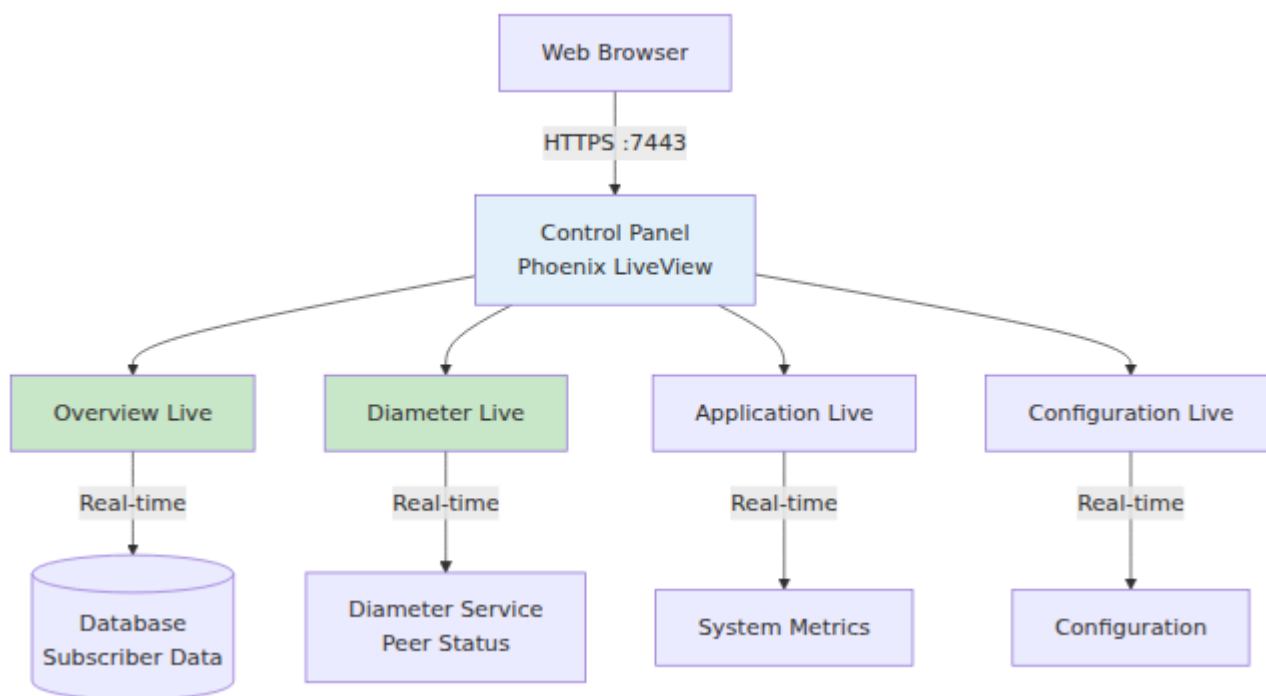 Web Browser
HTTPS :7443
Control Panel
Phoenix LiveView
Overview Live
Diameter Live
Application Live
Configuration Live
Real-time
Real-time
Real-time
Real-time
Database
Subscriber Data
Diameter Service
Peer Status
System Metrics
Configuration